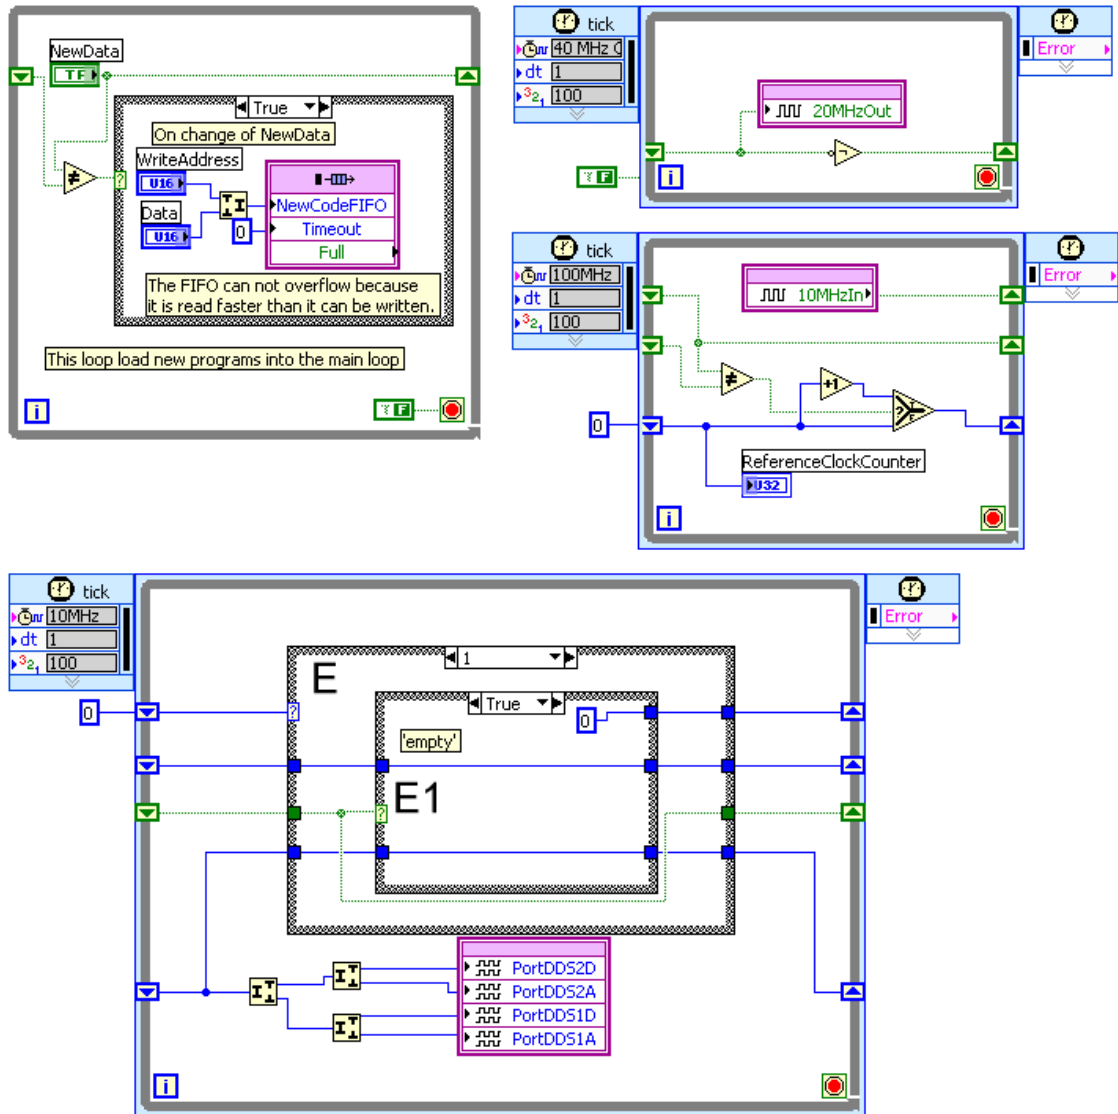 NewData
TF
True
On change of NewData
WriteAddress
U16
Data
U16
0
NewCodeFIFO
Timeout
Full
?
The FIFO can not overflow because
it is read faster than it can be written.
This loop load new programs into the main loop
i
F
tick
40 MHz
dt 1
100
Error
20MHzOut
F
i
tick
100MHz
dt 1
100
Error
10MHzIn
+1
?
0
ReferenceClockCounter
U32
i
tick
10MHz
dt 1
100
Error
1
E
True
0
?
0
'empty'
E1
?
PortDDS2D
PortDDS2A
PortDDS1D
PortDDS1A
i